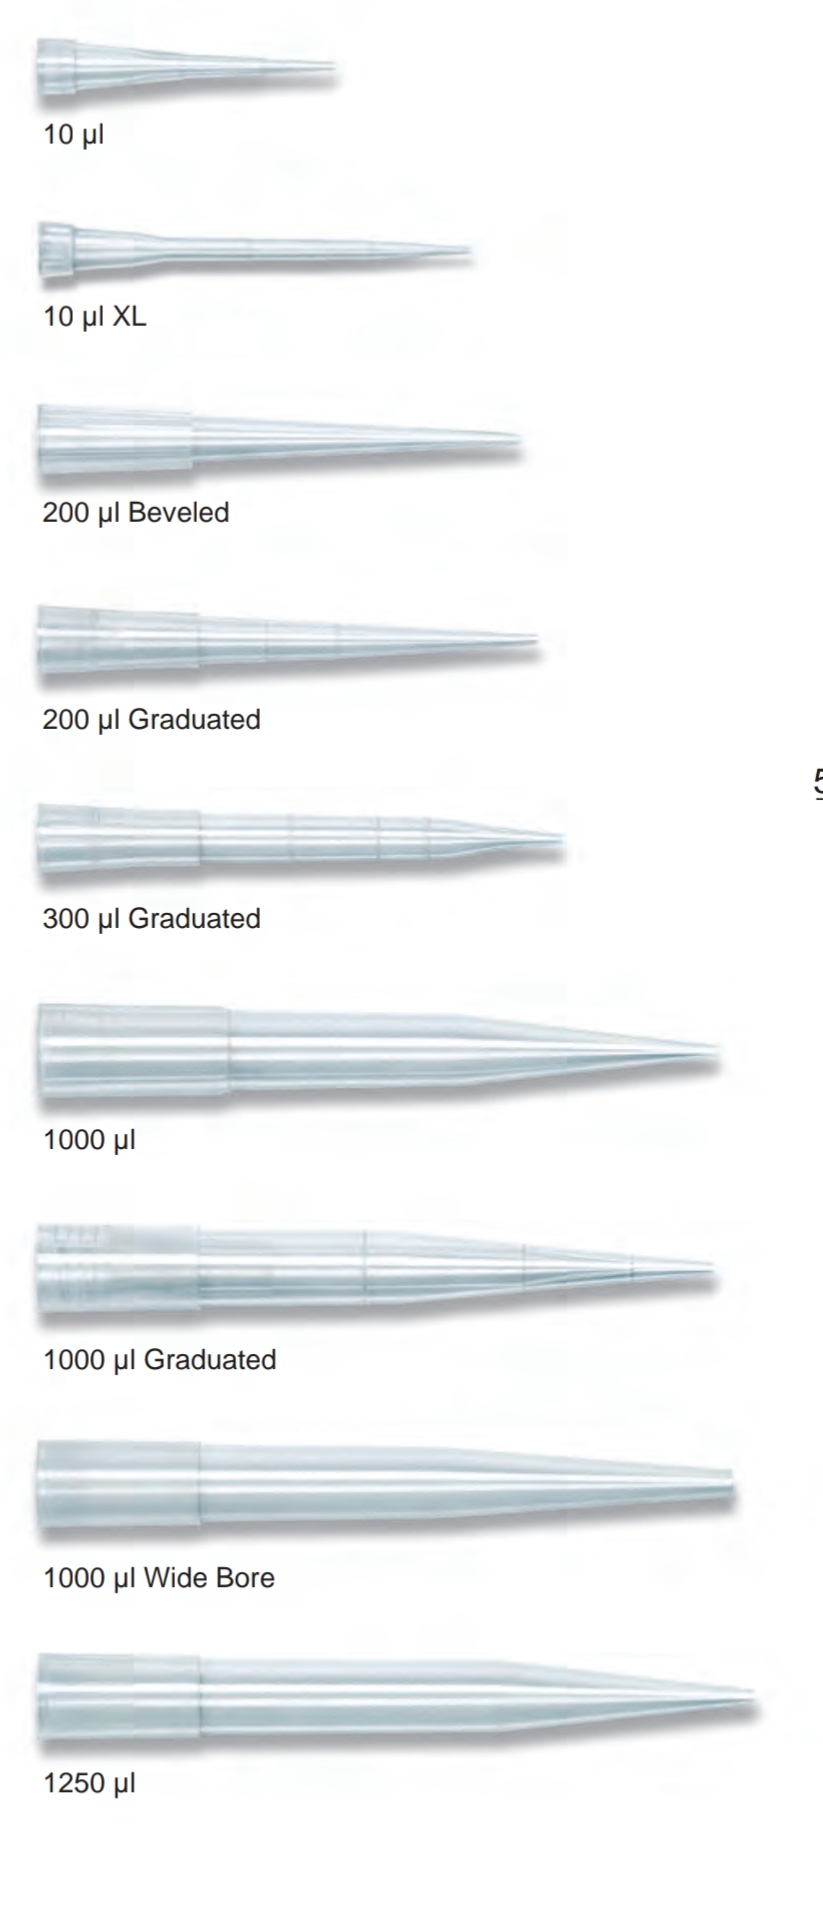 10 µl
10 µl XL
200 µl Beveled
200 µl Graduated
300 µl Graduated
1000 µl
1000 µl Graduated
1000 µl Wide Bore
1250 µl